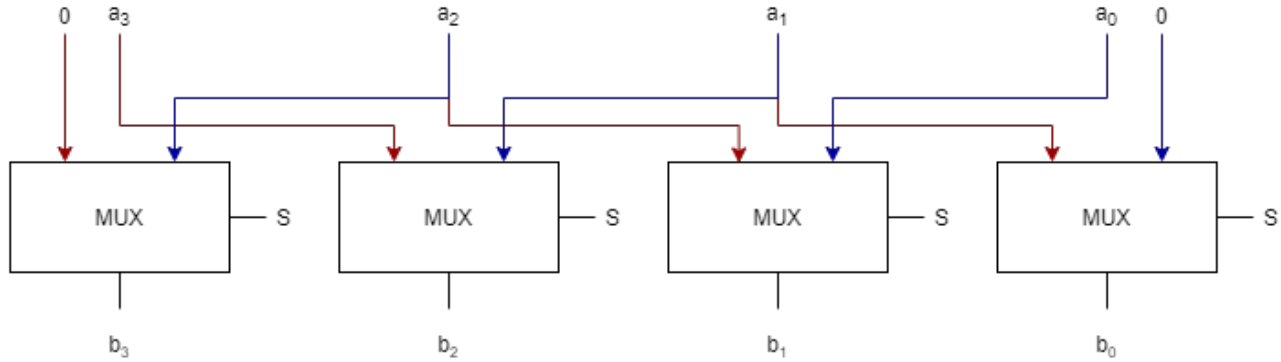 0 a₃ a₂ a₁ a₀ 0
MUX S MUX S MUX S MUX S
b₃ b₂ b₁ b₀